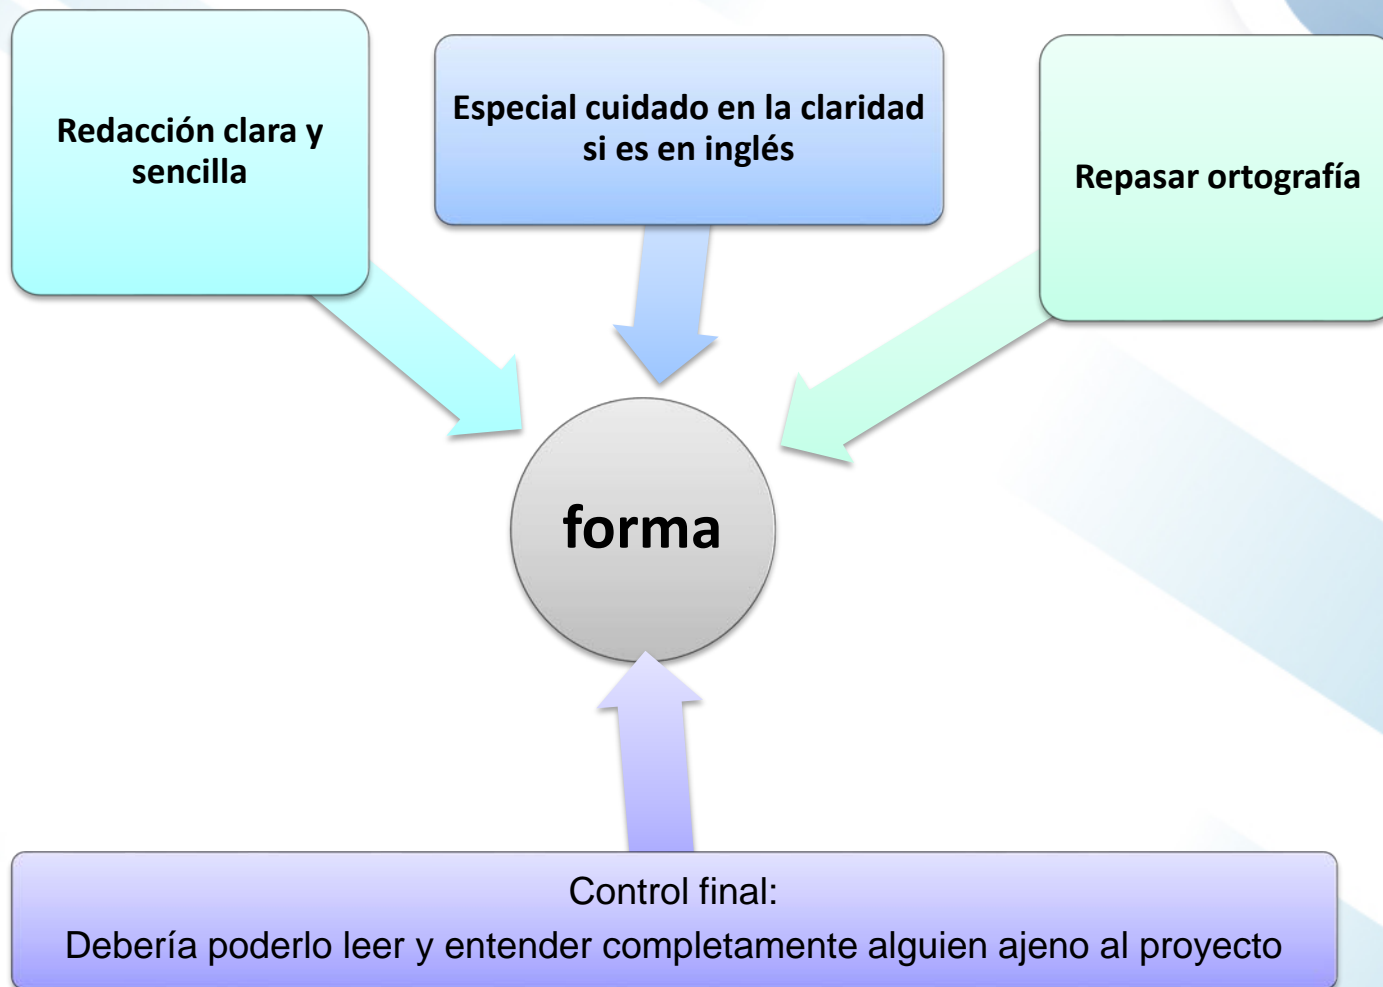 Redacción clara y
sencilla
Especial cuidado en la claridad
si es en inglés
Repasar ortografía
forma
Control final:
Debería poderlo leer y entender completamente alguien ajeno al proyecto